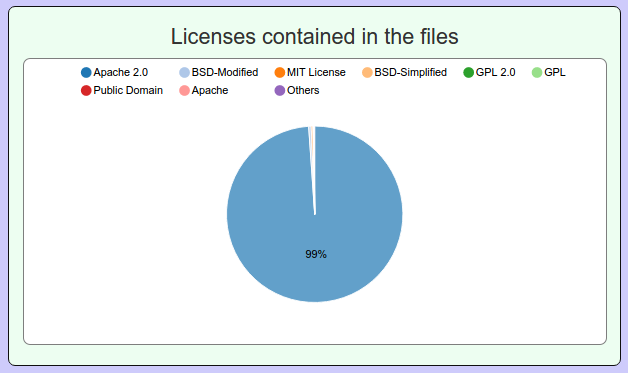 Licenses contained in the files
Apache 2.0 BSD-Modified MIT License BSD-Simplified GPL 2.0 GPL
Public Domain Apache Others
99%